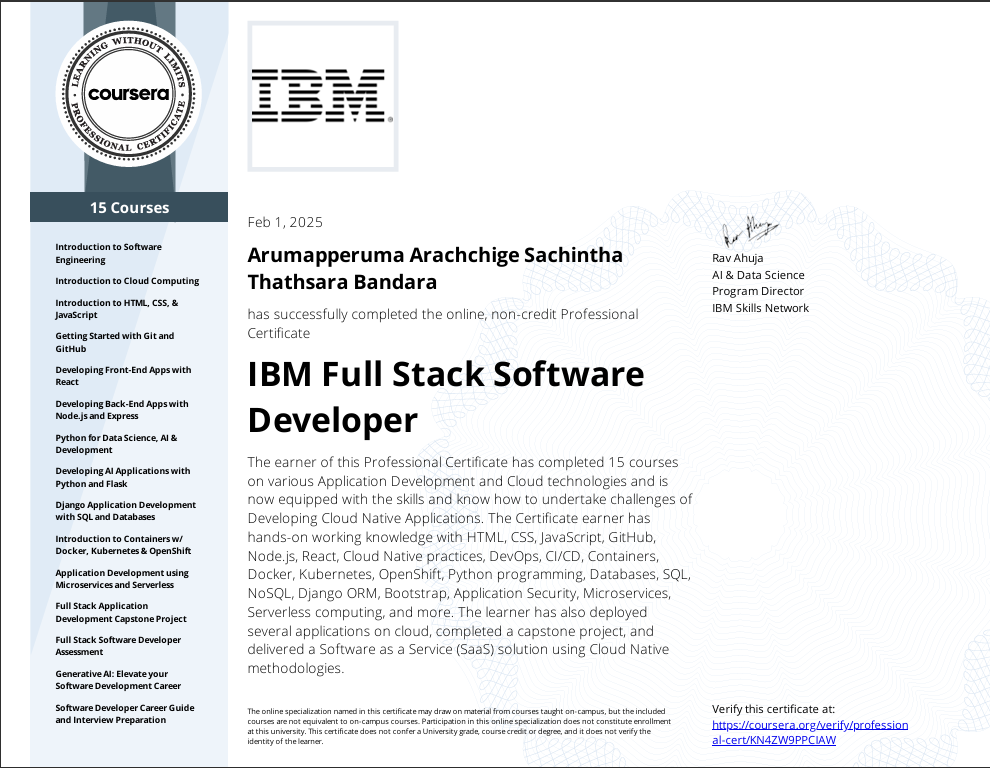 LEARNING WITHOUT LIMITS
coursera
PROFESSIONAL CERTIFICATE
IBM®
15 Courses
Introduction to Software
Engineering
Introduction to Cloud Computing
Introduction to HTML, CSS, &
JavaScript
Getting Started with Git and
GitHub
Developing Front-End Apps with
React
Developing Back-End Apps with
Node.js and Express
Python for Data Science, AI &
Development
Developing AI Applications with
Python and Flask
Django Application Development
with SQL and Databases
Introduction to Containers w/
Docker, Kubernetes & OpenShift
Application Development using
Microservices and Serverless
Full Stack Application
Development Capstone Project
Full Stack Software Developer
Assessment
Generative AI: Elevate your
Software Development Career
Software Developer Career Guide
and Interview Preparation
Feb 1, 2025
Arumapperuma Arachchige Sachintha
Thathsara Bandara
has successfully completed the online, non-credit Professional
Certificate
IBM Full Stack Software
Developer
The earner of this Professional Certificate has completed 15 courses
on various Application Development and Cloud technologies and is
now equipped with the skills and know how to undertake challenges of
Developing Cloud Native Applications. The Certificate earner has
hands-on working knowledge with HTML, CSS, JavaScript, GitHub,
Node.js, React, Cloud Native practices, DevOps, CI/CD, Containers,
Docker, Kubernetes, OpenShift, Python programming, Databases, SQL,
NoSQL, Django ORM, Bootstrap, Application Security, Microservices,
Serverless computing, and more. The learner has also deployed
several applications on cloud, completed a capstone project, and
delivered a Software as a Service (SaaS) solution using Cloud Native
methodologies.
The online specialization named in this certificate may draw on material from courses taught on-campus, but the included
courses are not equivalent to on-campus courses. Participation in this online specialization does not constitute enrollment
at this university. This certificate does not confer a University grade, course credit or degree, and it does not verify the
identity of the learner.
Rav Ahuja
Rav Ahuja
AI & Data Science
Program Director
IBM Skills Network
Verify this certificate at:
https://coursera.org/verify/profession
al-cert/KN4ZW9PPCIAW